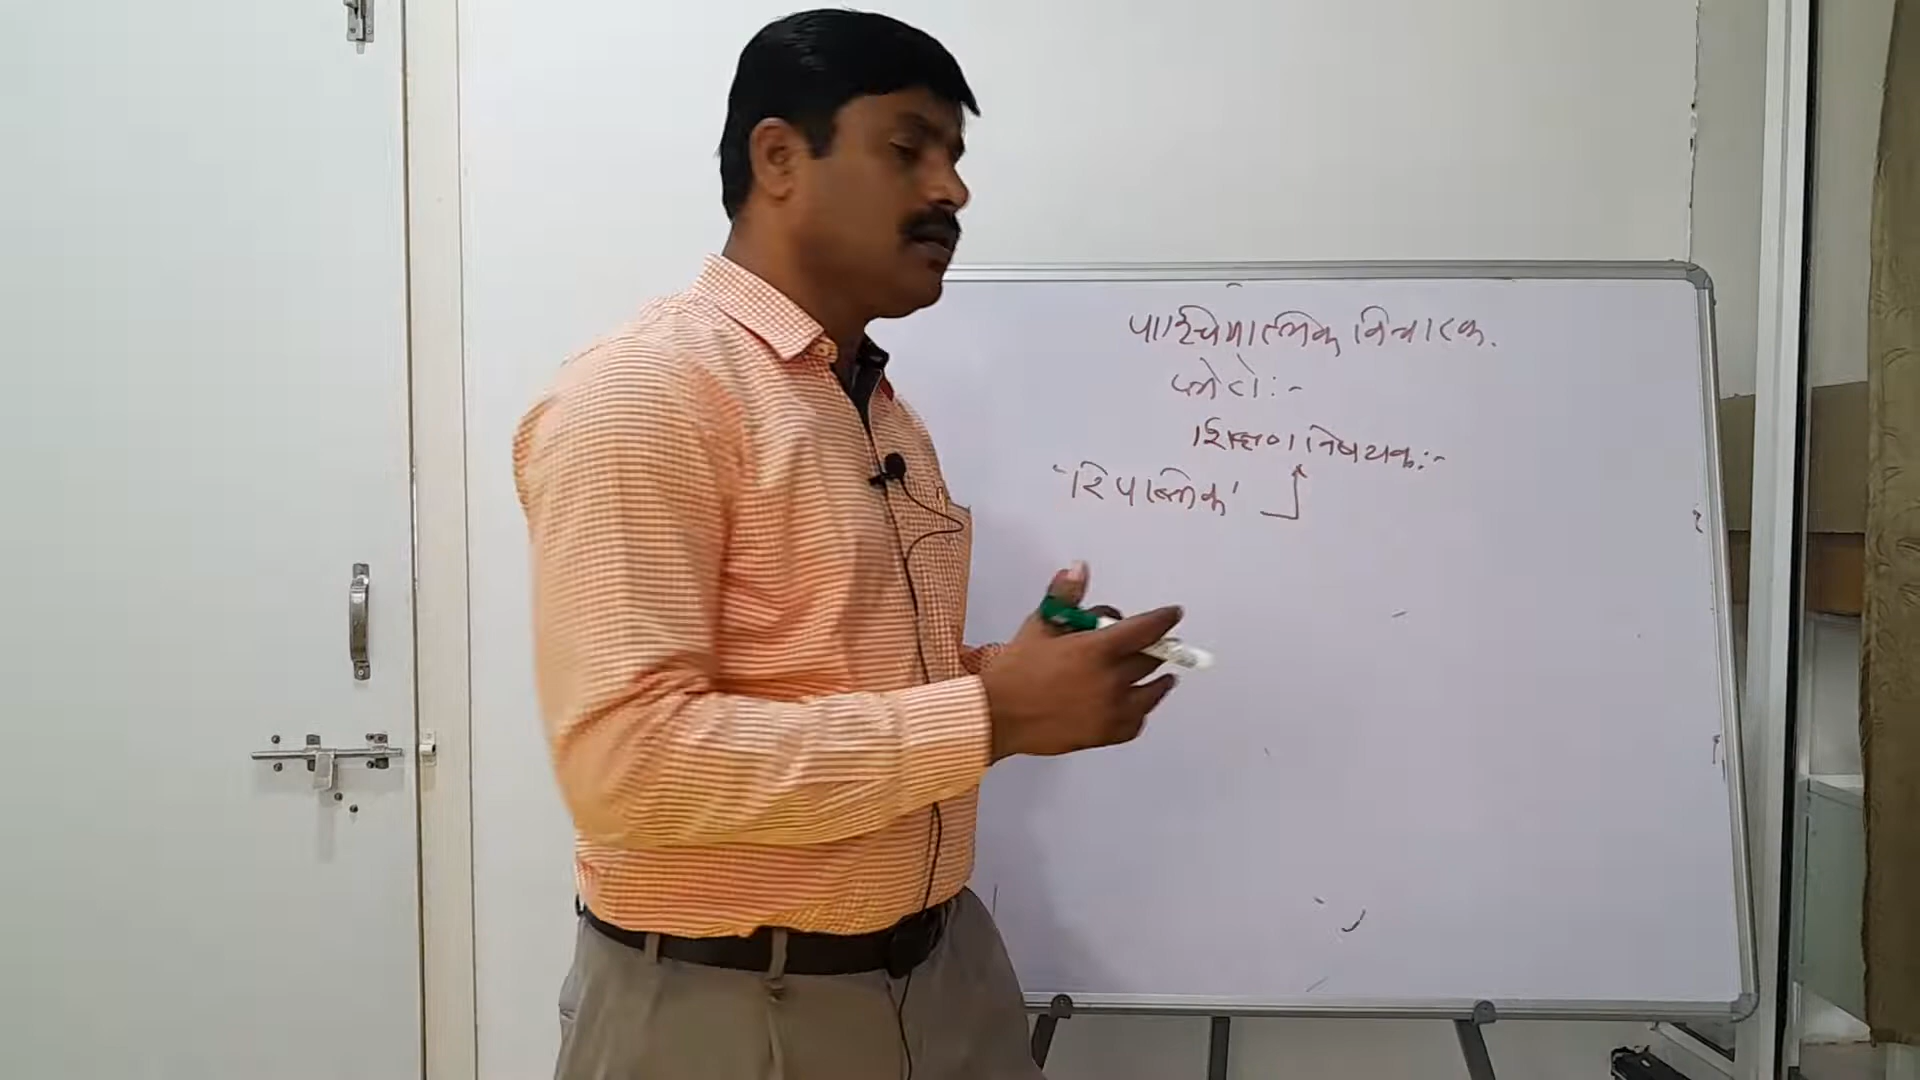 पाश्चिमात्मिक विचारक.
प्लेटो :-
शिक्षण विषयक :-
"रिपब्लिक"